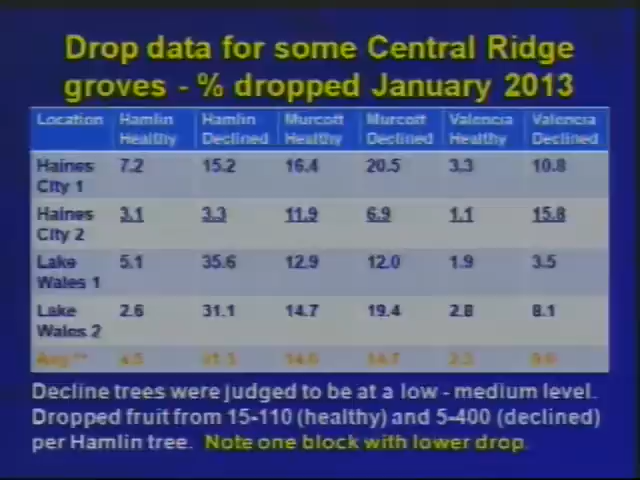 Drop data for some Central Ridge
groves - % dropped January 2013
Location Hamlin Healthy Hamlin Declined Murcott Healthy Murcott Declined Valencia Healthy Valencia Declined
Haines City 1 7.2 15.2 16.4 20.5 3.3 10.8
Haines City 2 3.1 3.3 11.9 6.9 1.1 15.8
Lake Wales 1 5.1 35.6 12.9 12.0 1.9 3.5
Lake Wales 2 2.6 31.1 14.7 19.4 2.8 8.1
Decline trees were judged to be at a low - medium level.
Dropped fruit from 15-110 (healthy) and 5-400 (declined)
per Hamlin tree. Note one block with lower drop.